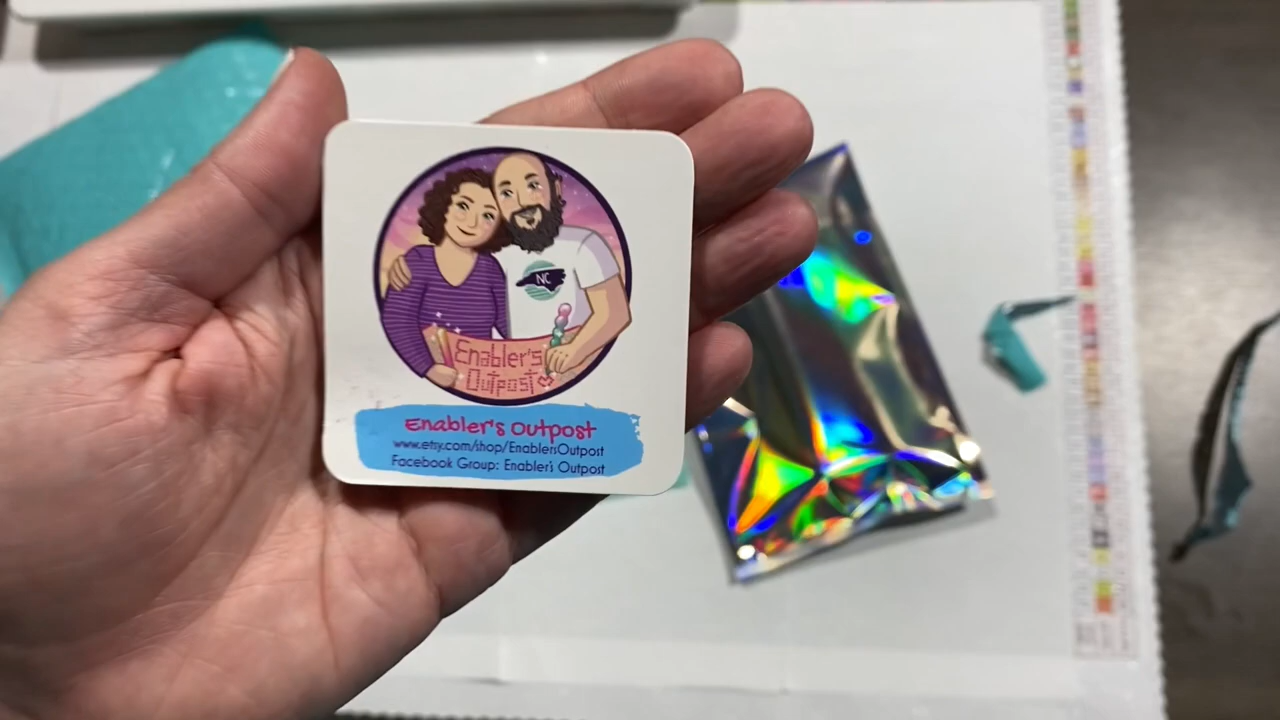 NC
Enabler's
Outpost
Enabler's Outpost
www.etsy.com/shop/EnablersOutpost
Facebook Group: Enabler's Outpost